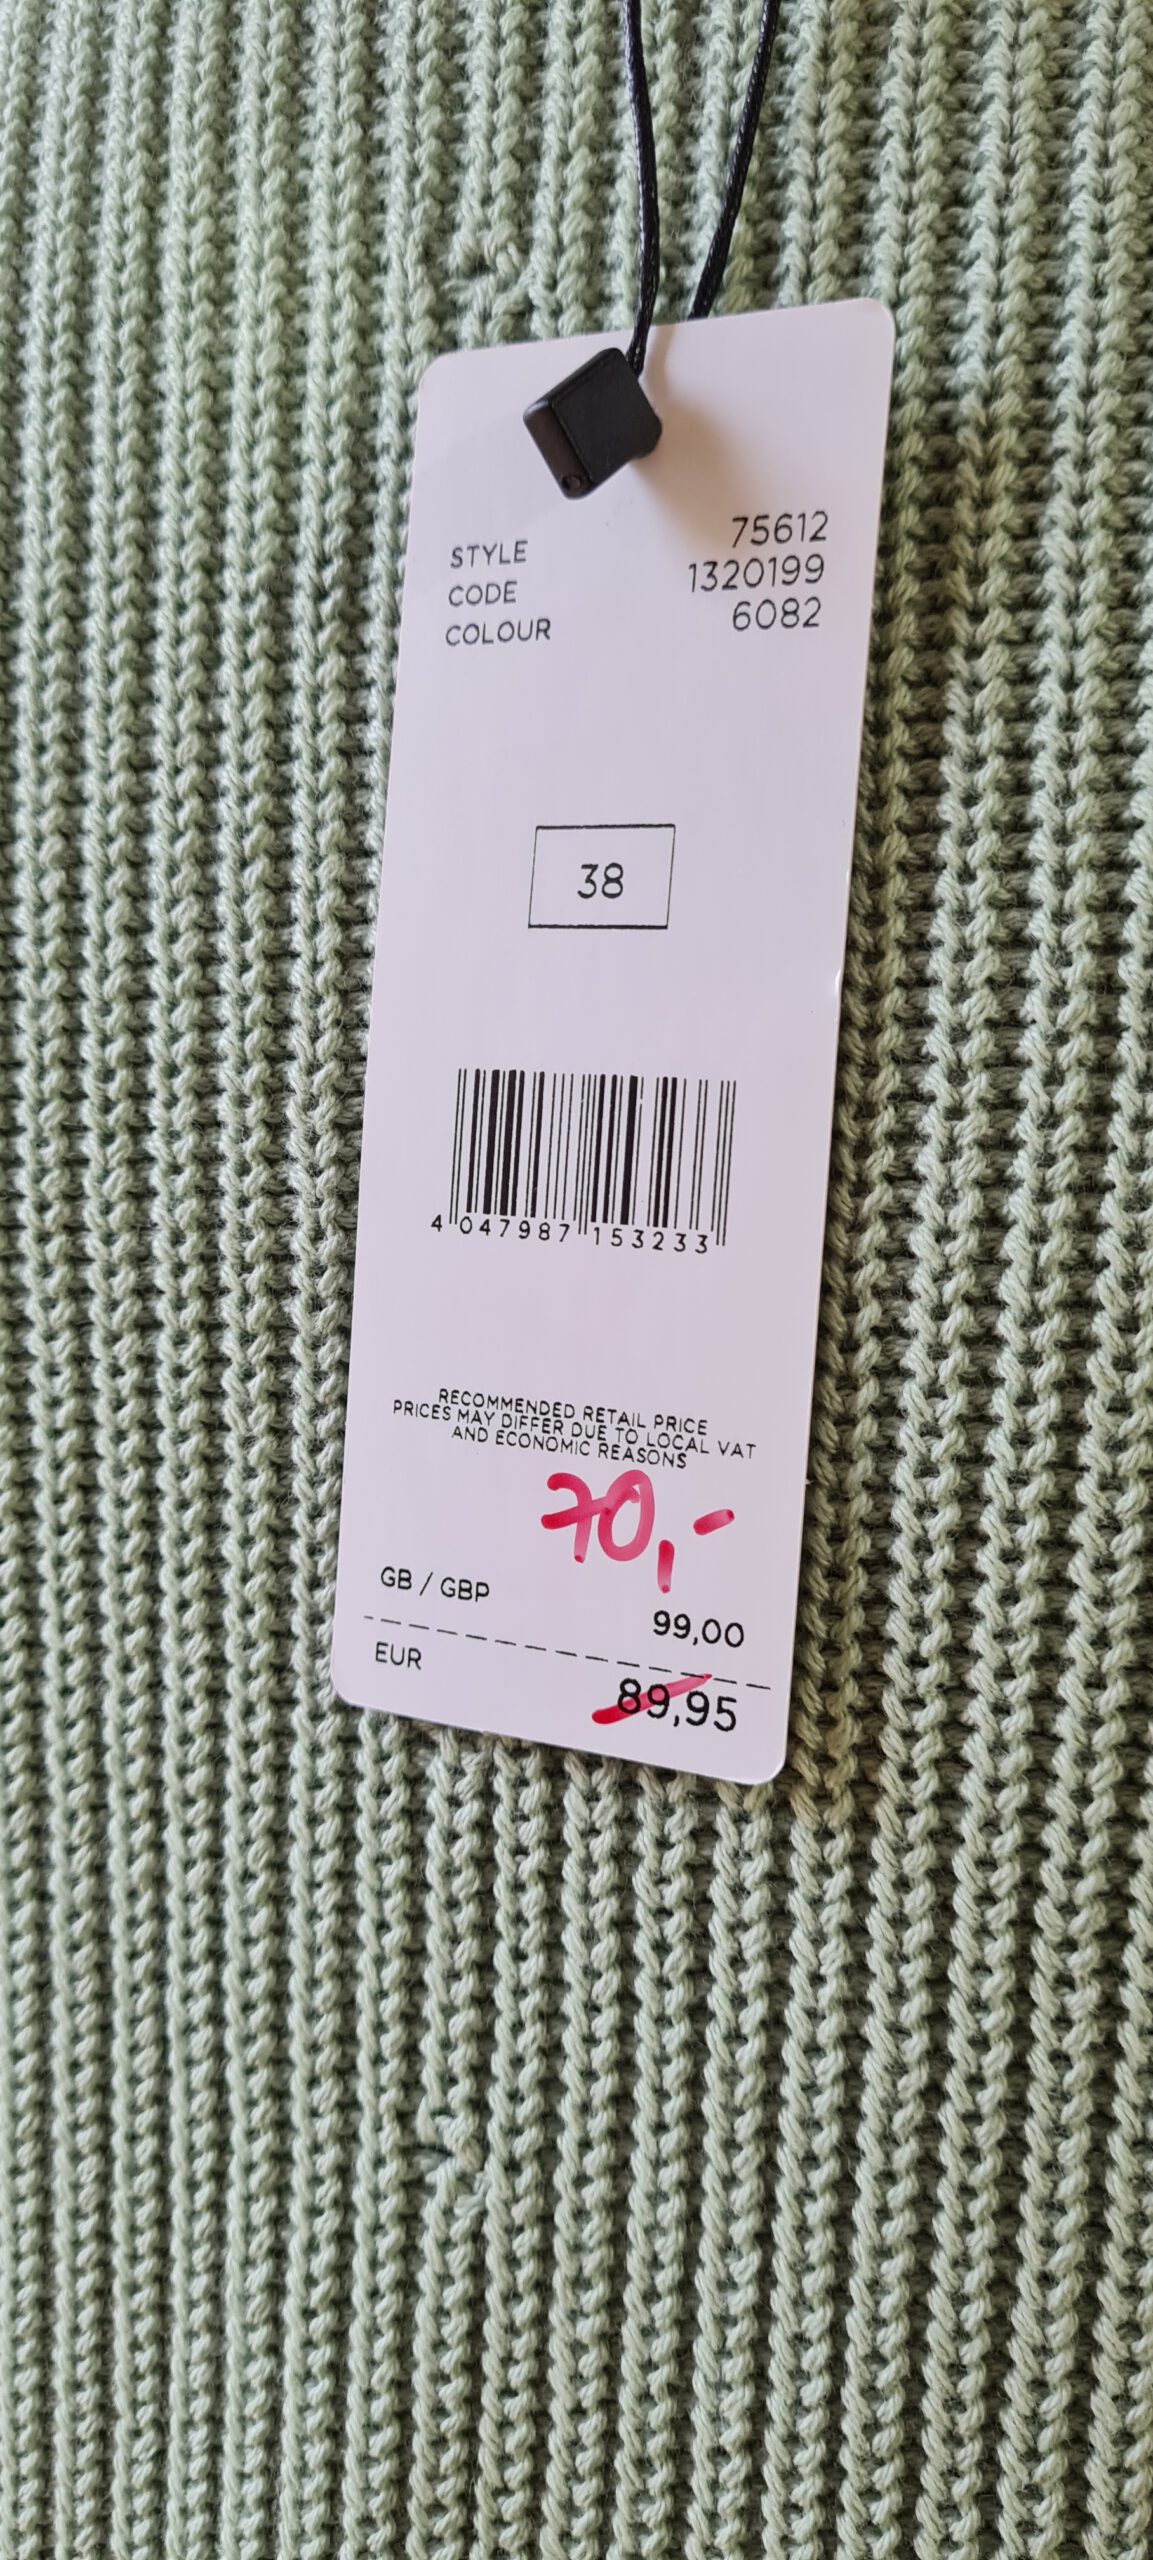 STYLE 75612
CODE 1320199
COLOUR 6082
38
4 047987 153233
RECOMMENDED RETAIL PRICE
PRICES MAY DIFFER DUE TO LOCAL VAT
AND ECONOMIC REASONS
70,-
GB / GBP 99,00
EUR 89,95